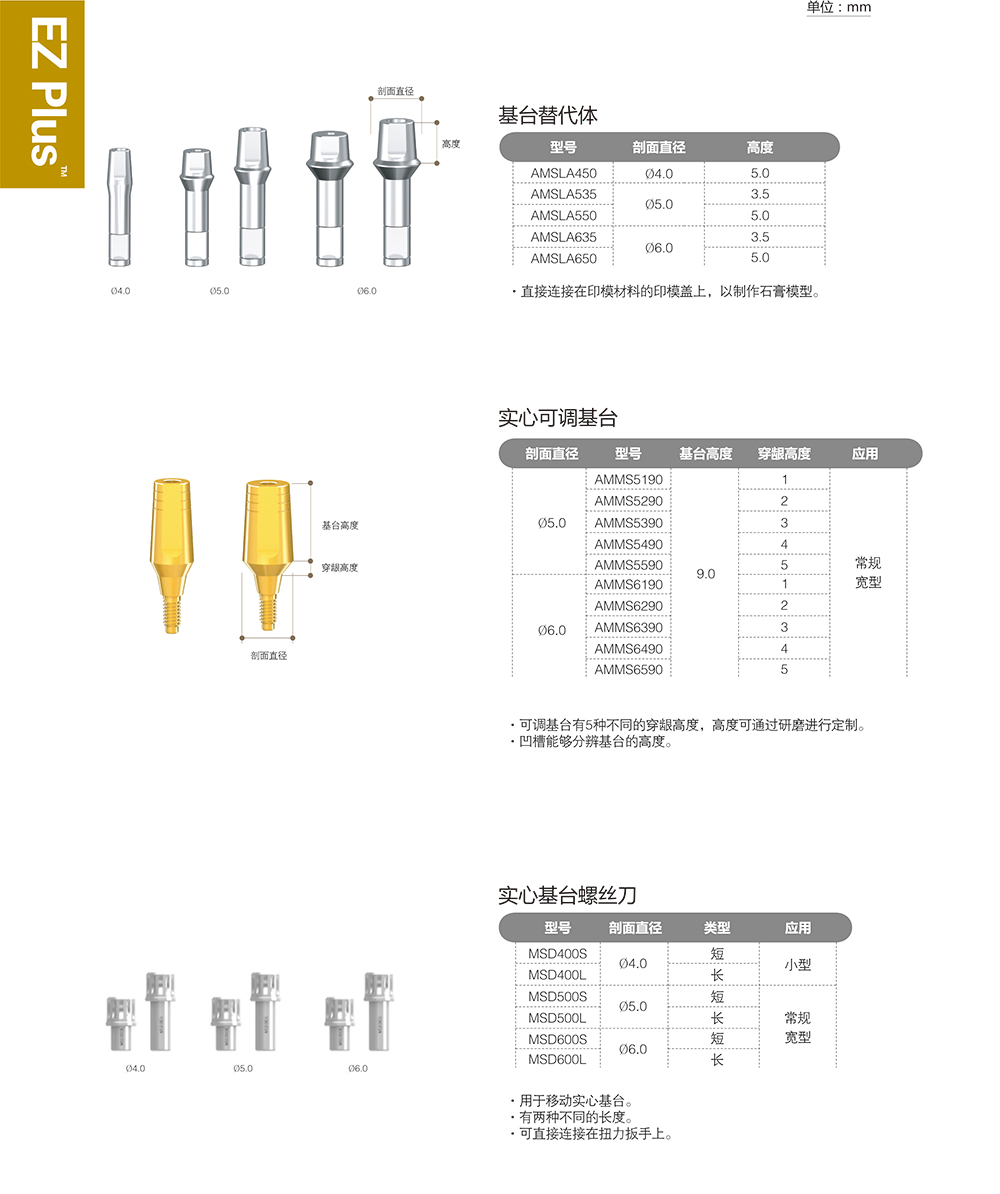 单位：mm
EZ Plus™
剖面直径
高度
Ø4.0
Ø5.0
Ø6.0
基台替代体
型号 剖面直径 高度
AMSLA450 Ø4.0 5.0
AMSLA535 Ø5.0 3.5
AMSLA550 5.0
AMSLA635 Ø6.0 3.5
AMSLA650 5.0
·直接连接在印模材料的印模盖上，以制作石膏模型。
基台高度
穿龈高度
剖面直径
实心可调基台
剖面直径 型号 基台高度 穿龈高度 应用
Ø5.0 AMMS5190 9.0 1 常规 宽型
AMMS5290 2
AMMS5390 3
AMMS5490 4
AMMS5590 5
Ø6.0 AMMS6190 1
AMMS6290 2
AMMS6390 3
AMMS6490 4
AMMS6590 5
·可调基台有5种不同的穿龈高度，高度可通过研磨进行定制。
·凹槽能够分辨基台的高度。
Ø4.0
Ø5.0
Ø6.0
实心基台螺丝刀
型号 剖面直径 类型 应用
MSD400S Ø4.0 短 小型
MSD400L 长
MSD500S Ø5.0 短 常规 宽型
MSD500L 长
MSD600S Ø6.0 短
MSD600L 长
·用于移动实心基台。
·有两种不同的长度。
·可直接连接在扭力扳手上。